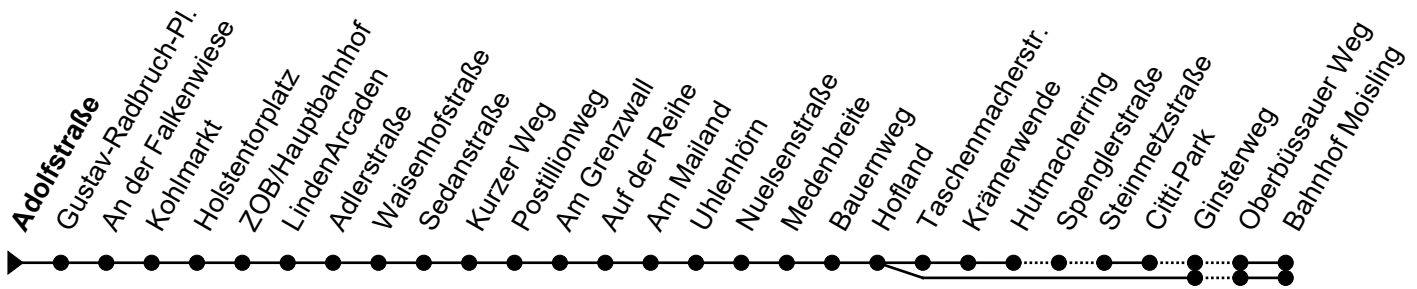 Adolfstraße
Gustav-Radbruch-Pl.
An der Falkenwiese
Kohlmarkt
Holstentorplatz
ZOB/Hauptbahnhof
LindenArcaden
Adlerstraße
Waisenhofstraße
Sedanstraße
Kurzer Weg
Postillionweg
Am Grenzwall
Auf der Reihe
Am Mailand
Uhlenhörn
Nuelsenstraße
Medenbreite
Bauernweg
Hofland
Taschenmacherstr.
Krämerwende
Hutmacherring
Spenglerstraße
Steinmetzstraße
Citti-Park
Ginsterweg
Oberbüssauer Weg
Bahnhof Moisling